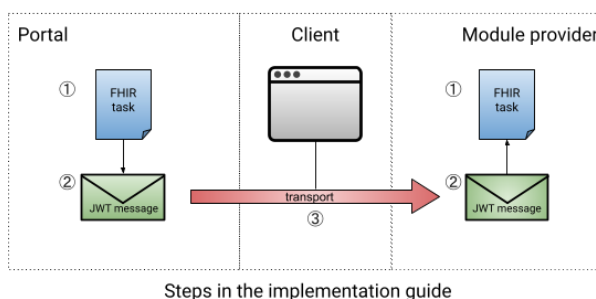 Portal
Client
Module provider
①
FHIR
task
①
FHIR
task
②
JWT message
transport
③
②
JWT message
Steps in the implementation guide